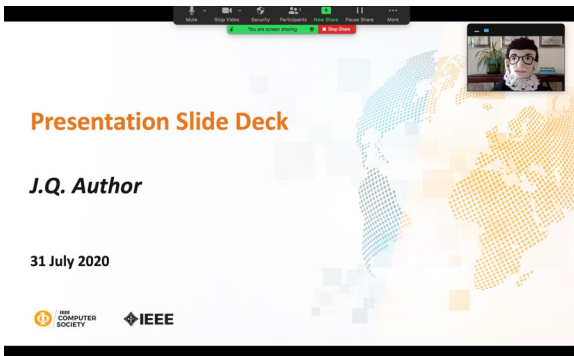 Mute Stop Video Security Participants New Share Pause Share More
You are screen sharing Stop Share
Presentation Slide Deck
J.Q. Author
31 July 2020
IEEE
COMPUTER
SOCIETY
IEEE